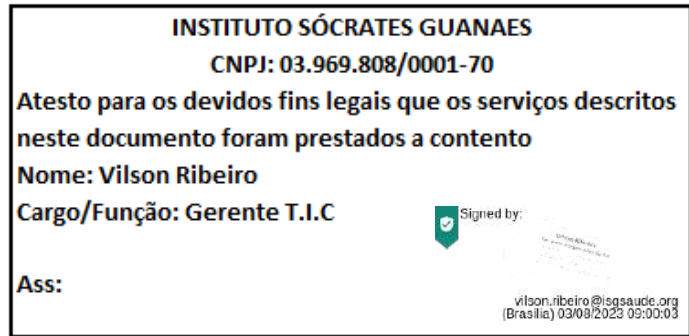 INSTITUTO SÓCRATES GUANAES
CNPJ: 03.969.808/0001-70
Atesto para os devidos fins legais que os serviços descritos
neste documento foram prestados a contento
Nome: Vilson Ribeiro
Cargo/Função: Gerente T.I.C
Signed by:
Ass:
vilson.ribeiro@isgsaude.org
(Brasilia) 03/08/2023 09:00:03